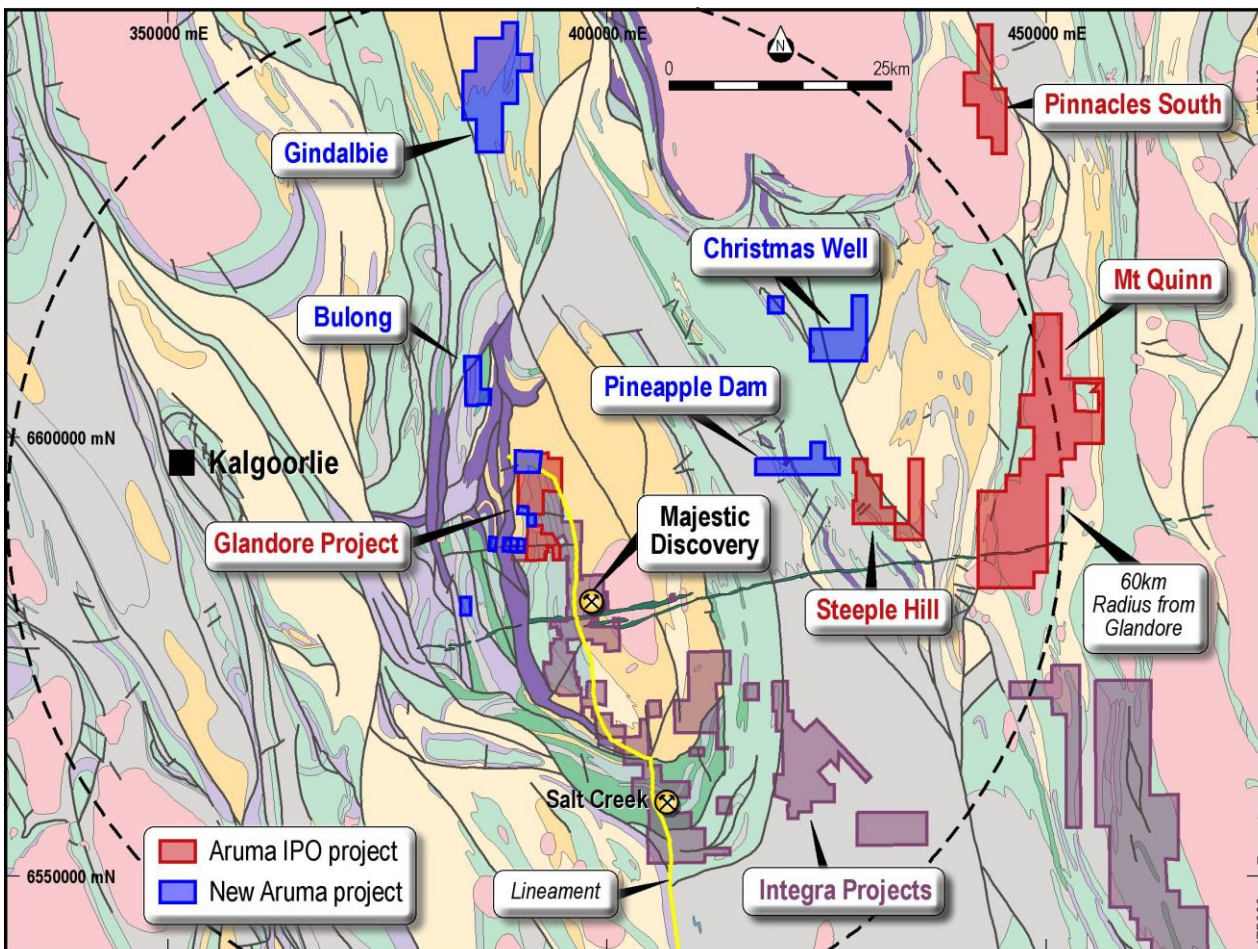 350000 mE
400000 mE
450000 mE
N
0
25km
Pinnacles South
Gindalbie
Christmas Well
Mt Quinn
Bulong
Pineapple Dam
6600000 mN
Kalgoorlie
Majestic
Discovery
Glandore Project
Steeple Hill
60km
Radius from
Glandore
Salt Creek
Aruma IPO project
New Aruma project
6550000 mN
Lineament
Integra Projects